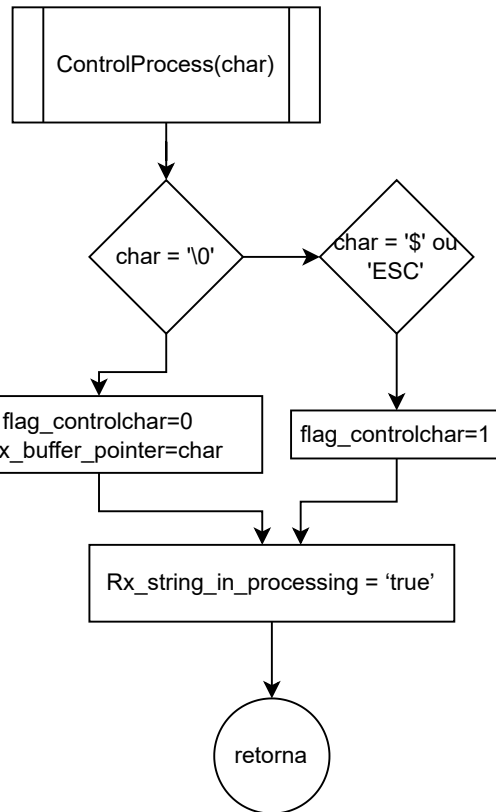 ControlProcess(char)
char = '\0'
char = '$' ou
'ESC'
flag_controlchar=0
x_buffer_pointer=char
flag_controlchar=1
Rx_string_in_processing = ‘true’
retorna